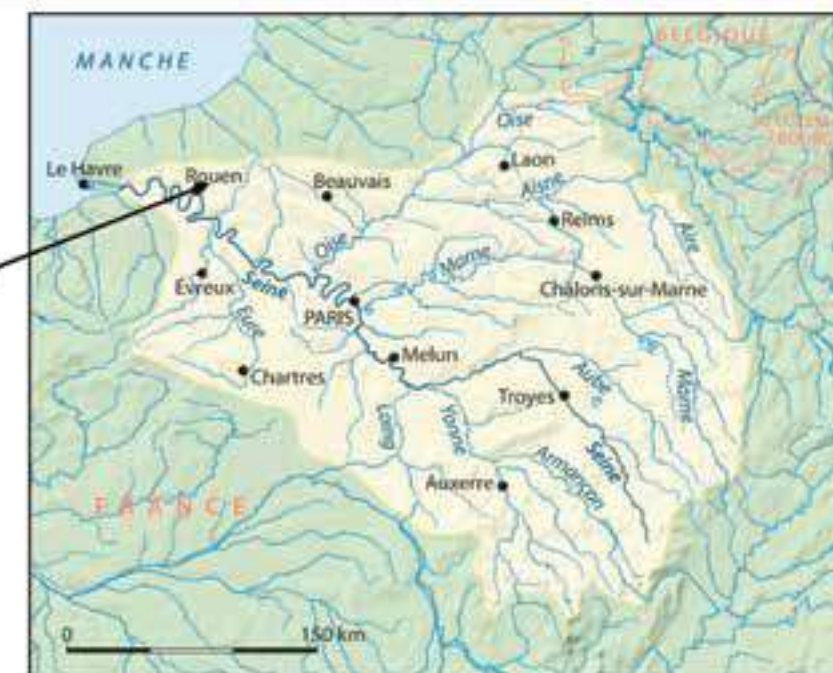 MANCHE
BELGIQUE
Oise
Laon
Le Havre
Rouen
Beauvais
Aisne
Reims
Aire
Oise
Marne
Évreux
Seine
Châlons-sur-Marne
PARIS
Eure
Melun
Chartres
Aube
Marne
Troyes
Loing
Yonne
Seine
Armançon
Auxerre
FRANCE
0
150 km